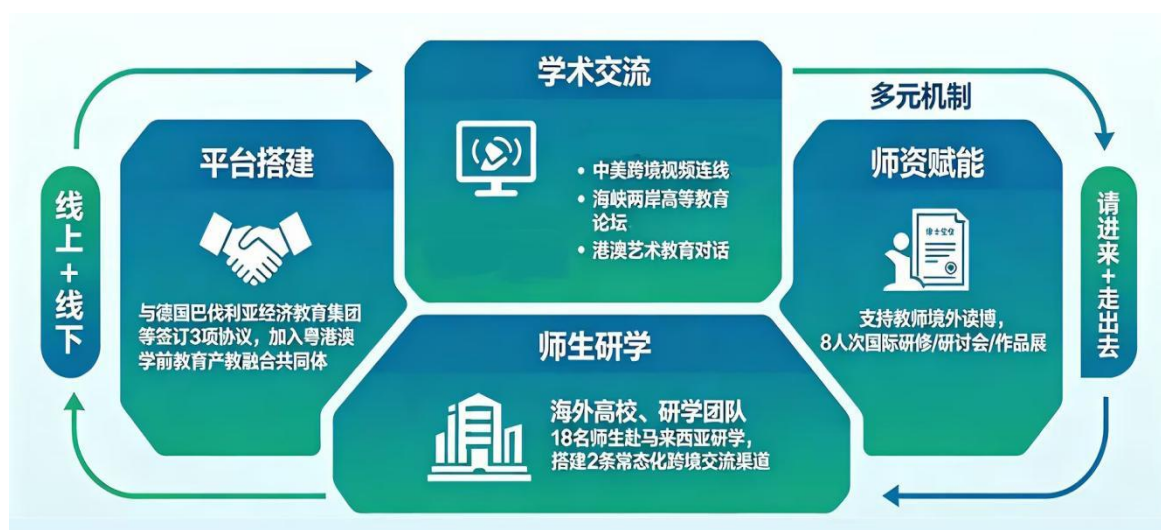 学术交流
• 中美跨境视频连线
• 海峡两岸高等教育
论坛
• 港澳艺术教育对话
多元机制
线上+线下
平台搭建
与德国巴伐利亚经济教育集团
等签订3项协议，加入粤港澳
学前教育产教融合共同体
师资赋能
支持教师境外读博，
8人次国际研修/研讨会/作品展
请进来+走出去
师生研学
海外高校、研学团队
18名师生赴马来西亚研学，
搭建2条常态化跨境交流渠道